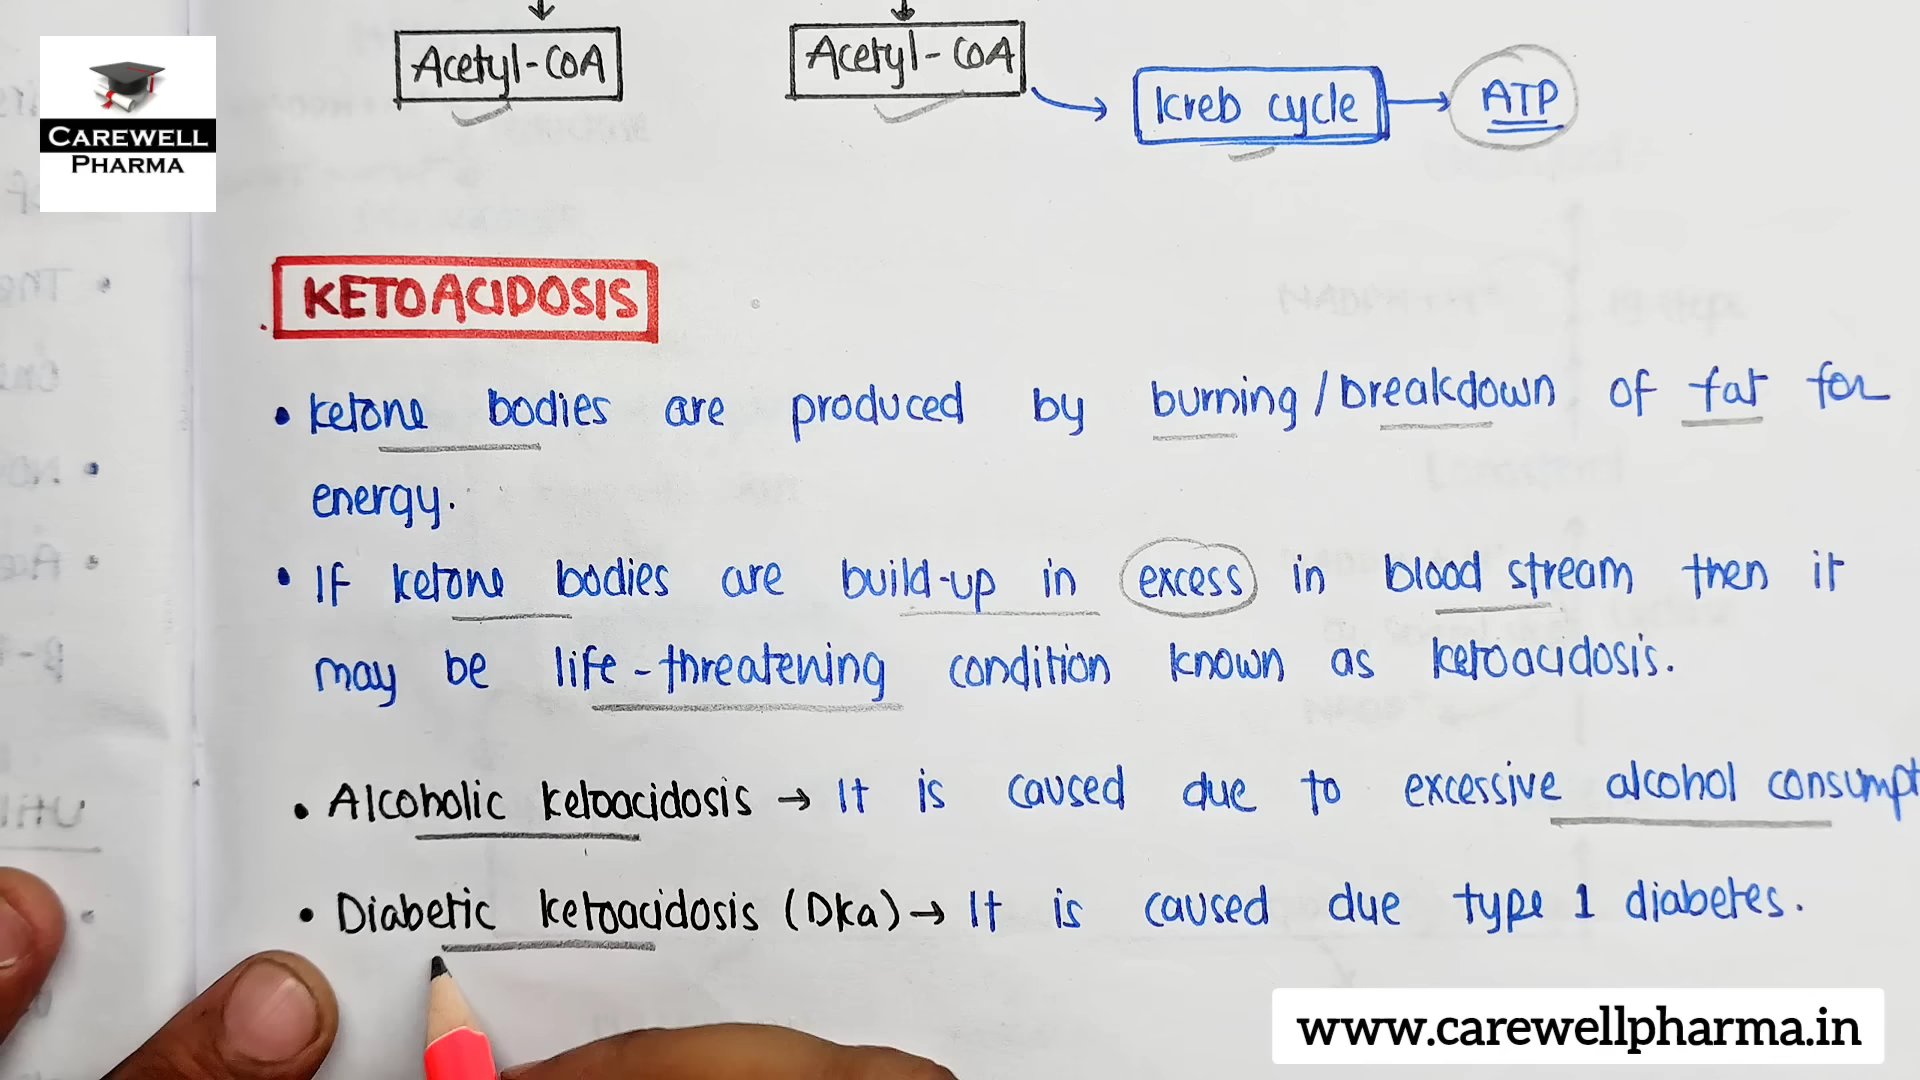 Acetyl-COA
Acetyl-COA
Kreb cycle
ATP
CAREWELL
PHARMA
KETOACIDOSIS
• Ketone bodies are produced by burning/breakdown of fat for
energy.
• If ketone bodies are build-up in excess in blood stream then it
may be life-threatening condition known as ketoacidosis.
• Alcoholic ketoacidosis → It is caused due to excessive alcohol consumpt
• Diabetic ketoacidosis (DKa) → It is caused due type 1 diabetes.
www.carewellpharma.in